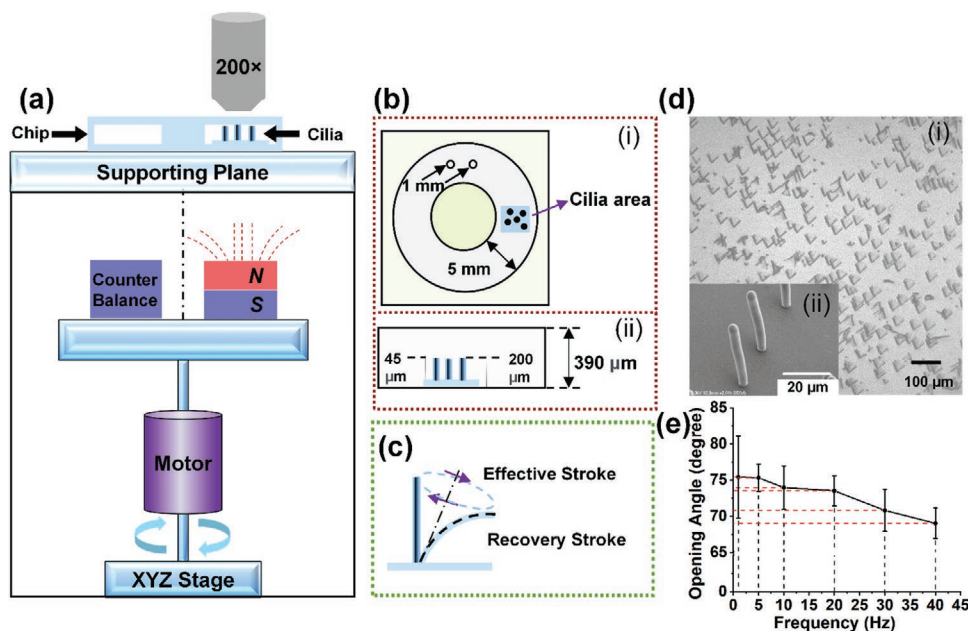 (a)
200×
Chip
Cilia
Supporting Plane
Counter
Balance
N
S
Motor
XYZ Stage
(b)
(i)
1 mm
Cilia area
5 mm
(ii)
45
µm
200
µm
390 µm
(c)
Effective Stroke
Recovery Stroke
(d)
(i)
(ii)
20 µm
100 µm
(e)
Opening Angle (degree)
85
75
70
65
0
0 5 10 15 20 25 30 35 40 45
Frequency (Hz)